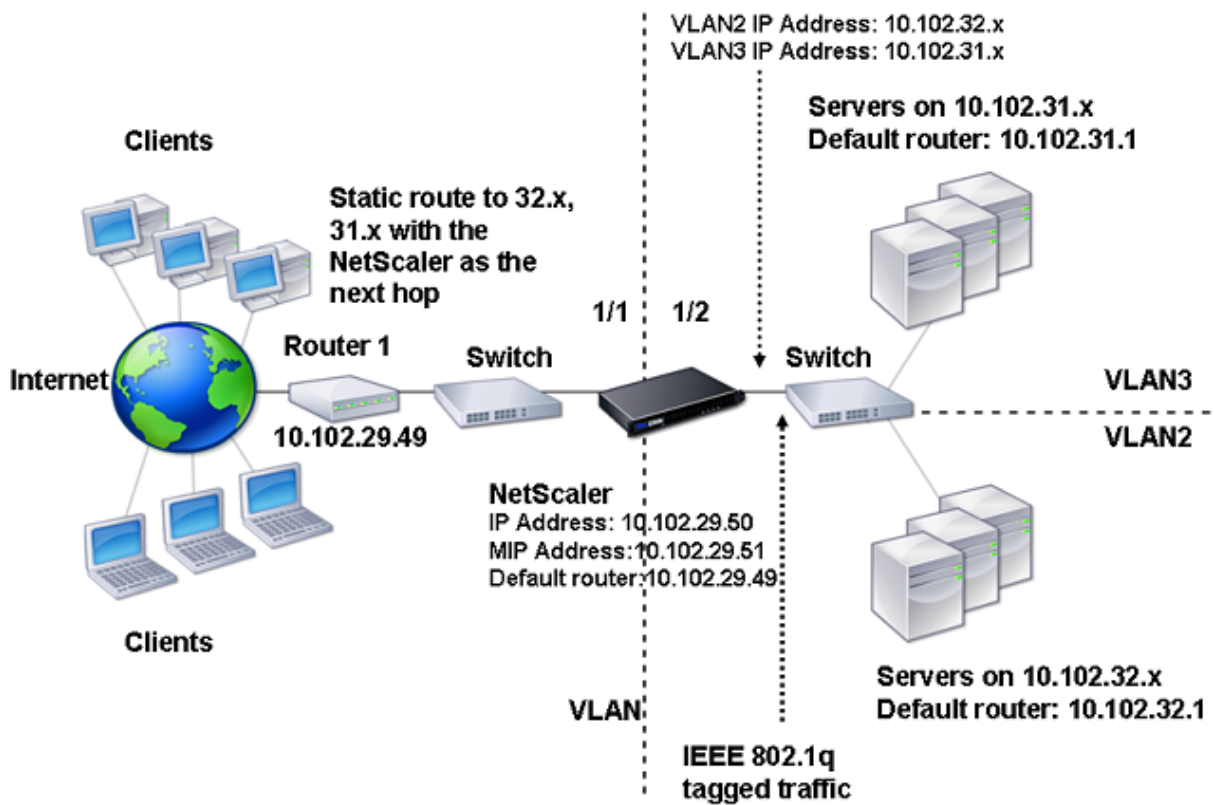 VLAN2 IP Address: 10.102.32.x
VLAN3 IP Address: 10.102.31.x
Servers on 10.102.31.x
Default router: 10.102.31.1
Clients
Static route to 32.x,
31.x with the
NetScaler as the
next hop
1/1
1/2
Internet
Router 1
Switch
Switch
10.102.29.49
VLAN3
VLAN2
NetScaler
IP Address: 10.102.29.50
MIP Address:10.102.29.51
Default router:10.102.29.49
Clients
Servers on 10.102.32.x
Default router: 10.102.32.1
VLAN
IEEE 802.1q
tagged traffic